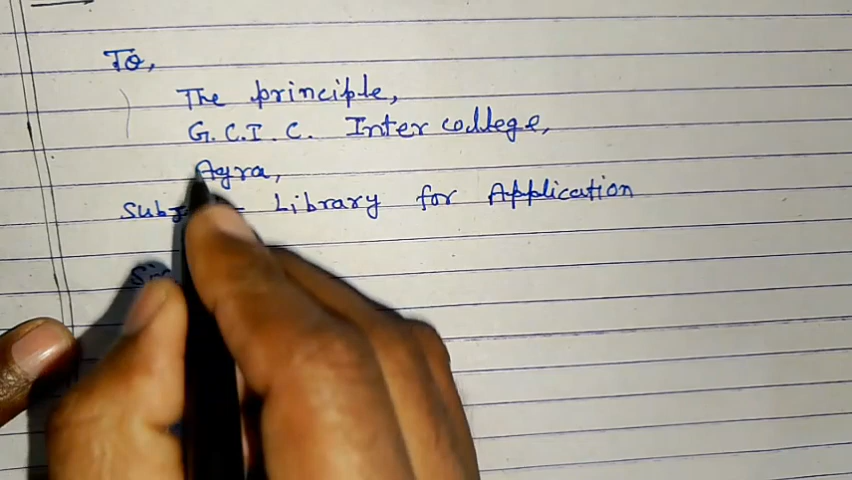 To,
The principle,
G.C.I.C. Inter college,
Agra,
Library for Application